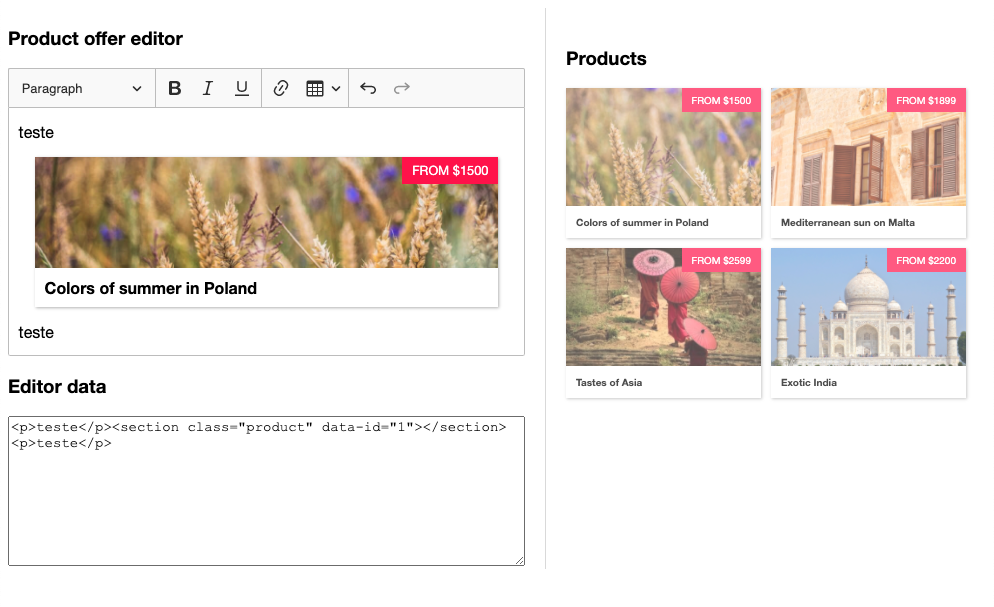 Product offer editor
Paragraph
B I U
teste
FROM $1500
Colors of summer in Poland
teste
Editor data
<p>teste</p><section class="product" data-id="1"></section>
<p>teste</p>
Products
FROM $1500
Colors of summer in Poland
FROM $1899
Mediterranean sun on Malta
FROM $2599
Tastes of Asia
FROM $2200
Exotic India